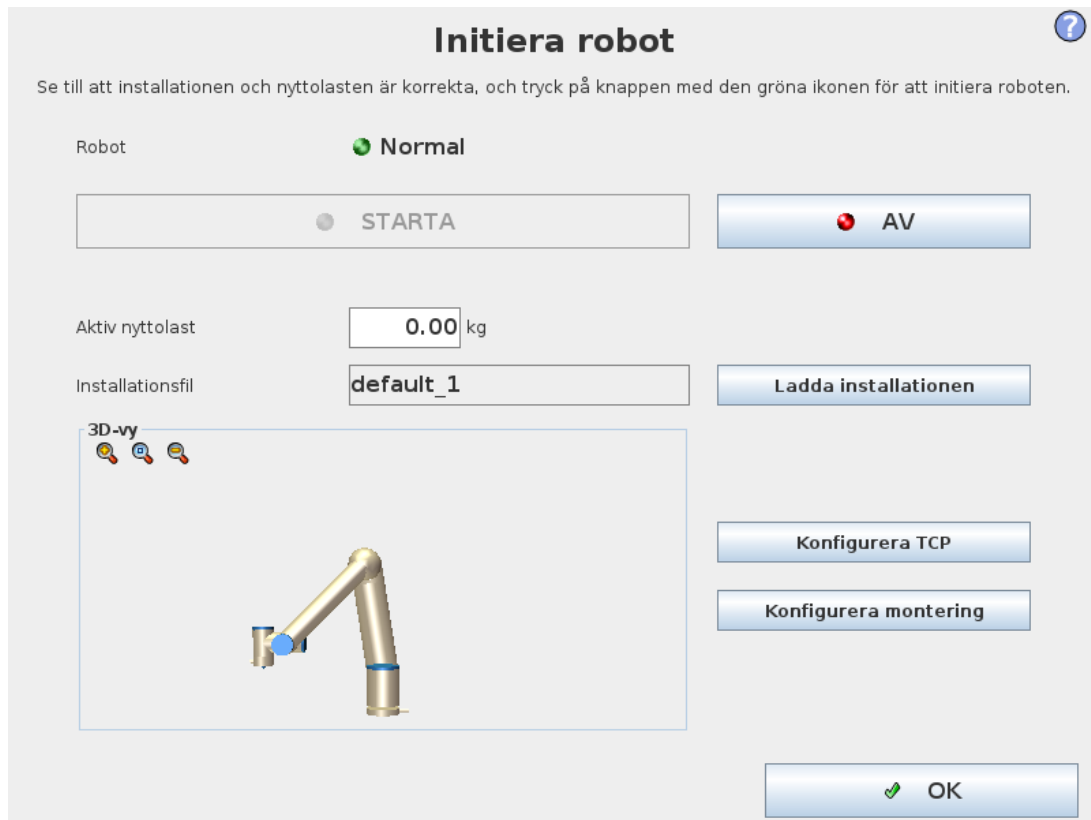 Initiera robot
?
Se till att installationen och nyttolasten är korrekta, och tryck på knappen med den gröna ikonen för att initiera roboten.
Robot Normal
STARTA AV
Aktiv nyttolast 0.00 kg
Installationsfil default_1 Ladda installationen
3D-vy
Konfigurera TCP
Konfigurera montering
OK